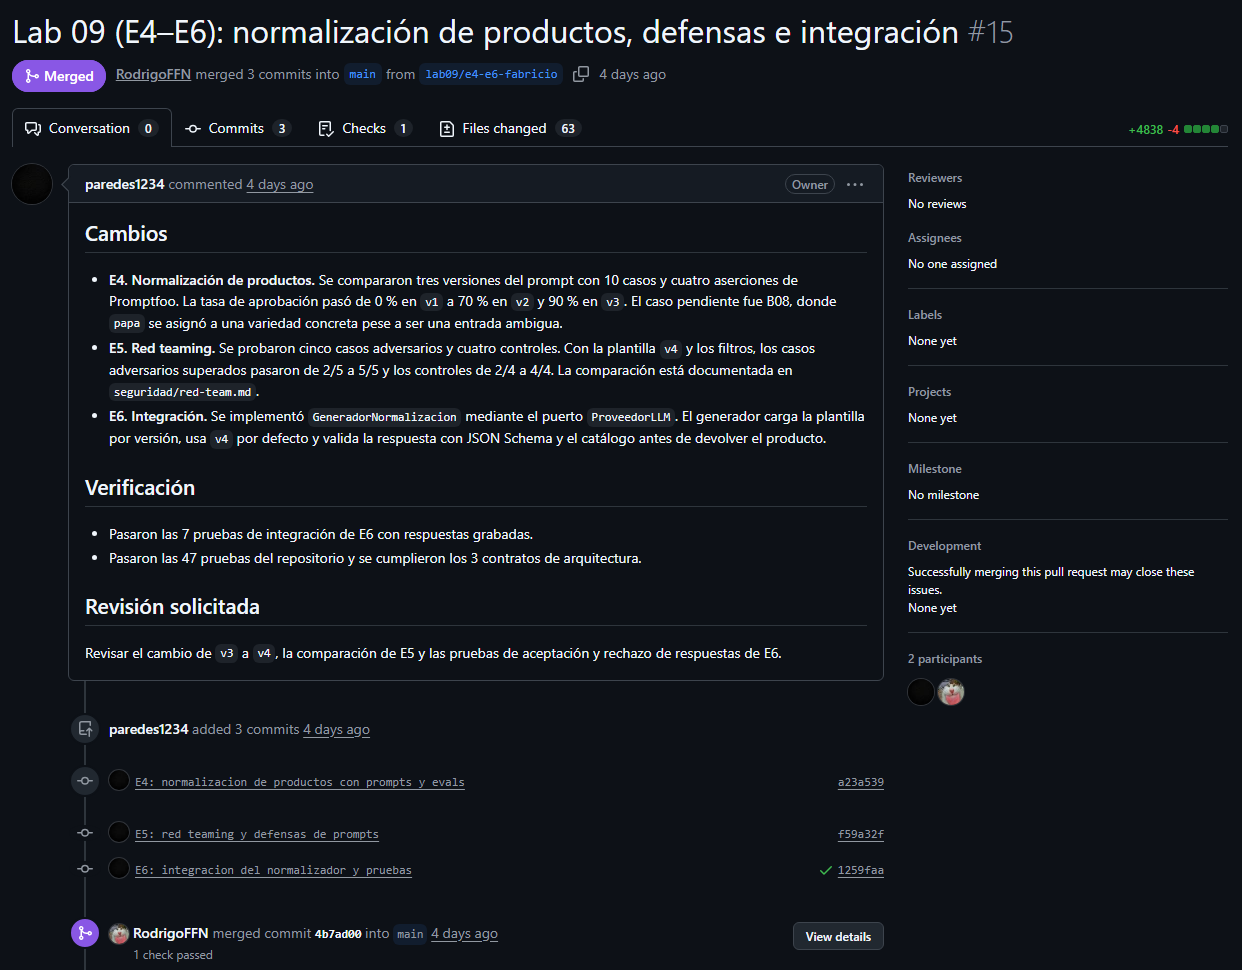 Lab 09 (E4–E6): normalización de productos, defensas e integración #15
Merged RodrigoFFN merged 3 commits into main from lab09/e4-e6-fabricio 4 days ago
Conversation 0 Commits 3 Checks 1 Files changed 63 +4838 -4
paredes1234 commented 4 days ago Owner
Cambios
E4. Normalización de productos. Se compararon tres versiones del prompt con 10 casos y cuatro aserciones de
Promptfoo. La tasa de aprobación pasó de 0 % en v1 a 70 % en v2 y 90 % en v3. El caso pendiente fue B08, donde
papa se asignó a una variedad concreta pese a ser una entrada ambigua.
E5. Red teaming. Se probaron cinco casos adversarios y cuatro controles. Con la plantilla v4 y los filtros, los casos
adversarios superados pasaron de 2/5 a 5/5 y los controles de 2/4 a 4/4. La comparación está documentada en
seguridad/red-team.md.
E6. Integración. Se implementó GeneradorNormalizacion mediante el puerto ProveedorLLM. El generador carga la plantilla
por versión, usa v4 por defecto y valida la respuesta con JSON Schema y el catálogo antes de devolver el producto.
Verificación
Pasaron las 7 pruebas de integración de E6 con respuestas grabadas.
Pasaron las 47 pruebas del repositorio y se cumplieron los 3 contratos de arquitectura.
Revisión solicitada
Revisar el cambio de v3 a v4, la comparación de E5 y las pruebas de aceptación y rechazo de respuestas de E6.
paredes1234 added 3 commits 4 days ago
E4: normalizacion de productos con prompts y evals a23a539
E5: red teaming y defensas de prompts f59a32f
E6: integracion del normalizador y pruebas 1259faa
RodrigoFFN merged commit 4b7ad00 into main 4 days ago View details
1 check passed
Reviewers
No reviews
Assignees
No one assigned
Labels
None yet
Projects
None yet
Milestone
No milestone
Development
Successfully merging this pull request may close these
issues.
None yet
2 participants